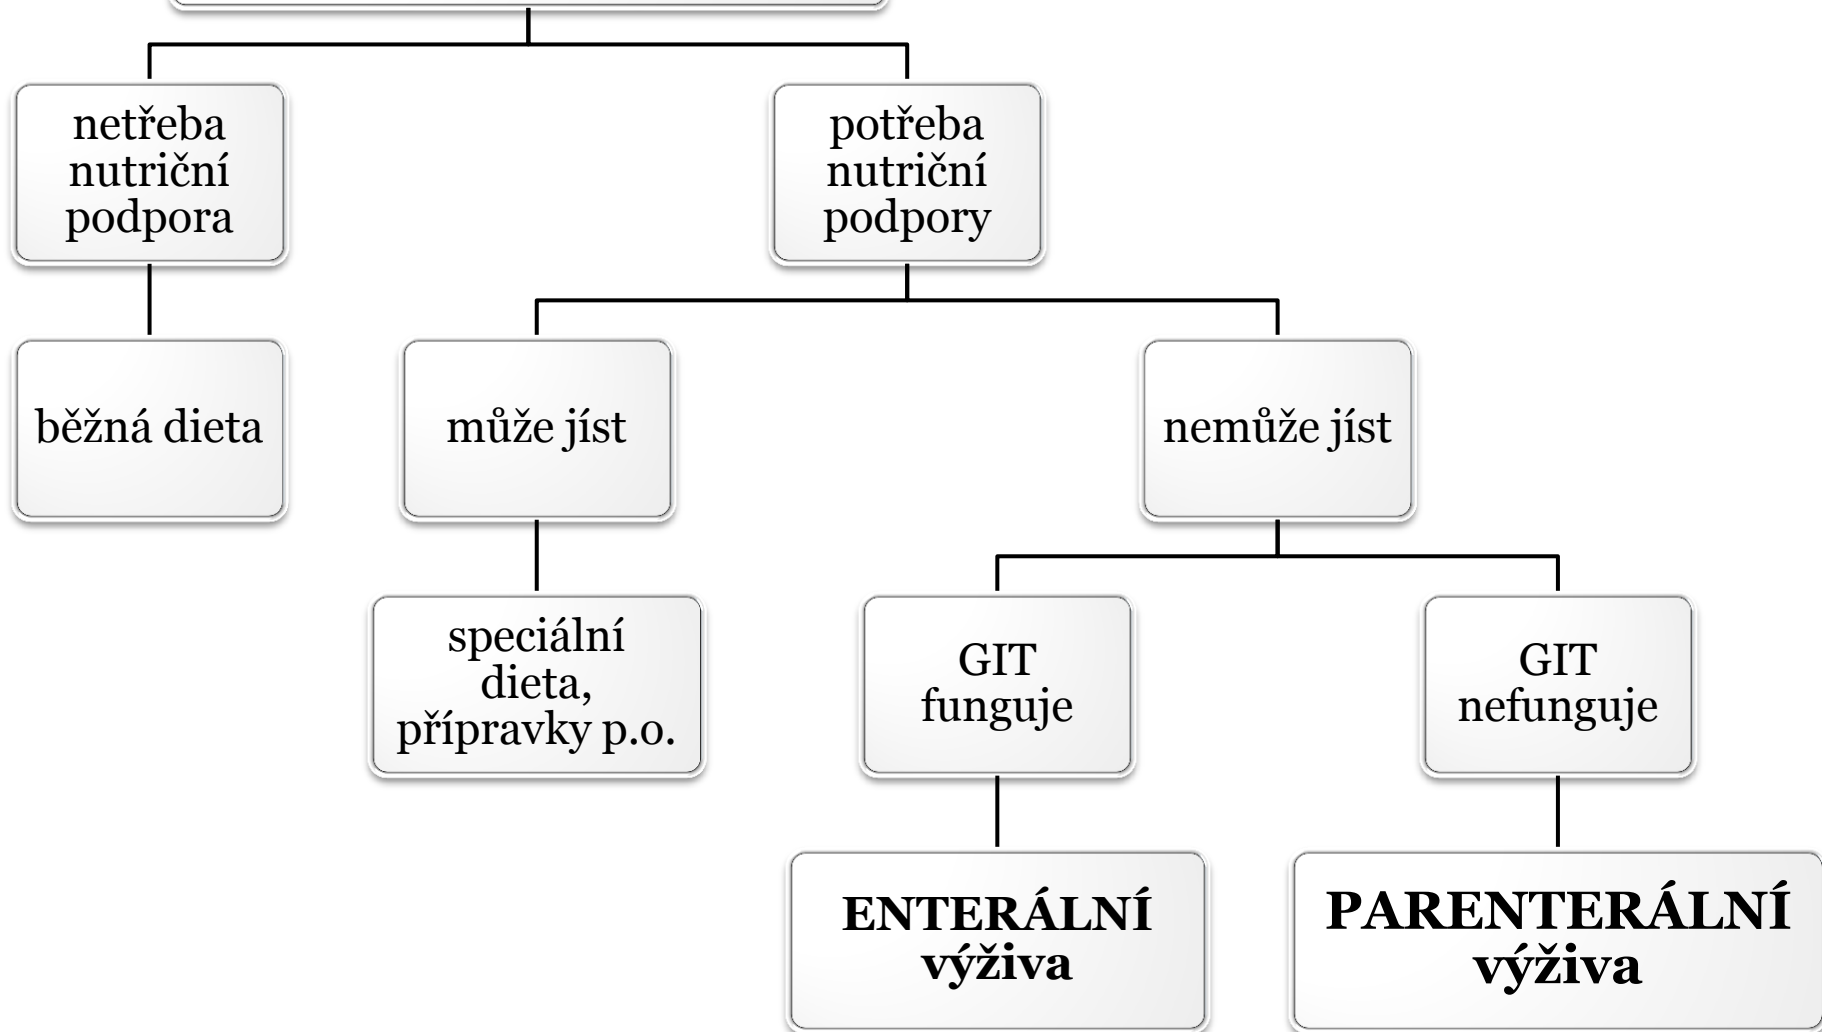 netřeba
nutriční
podpora
potřeba
nutriční
podpory
běžná dieta
může jíst
nemůže jíst
speciální
dieta,
přípravky p.o.
GIT
funguje
GIT
nefunguje
ENTERÁLNÍ
výživa
PARENTERÁLNÍ
výživa